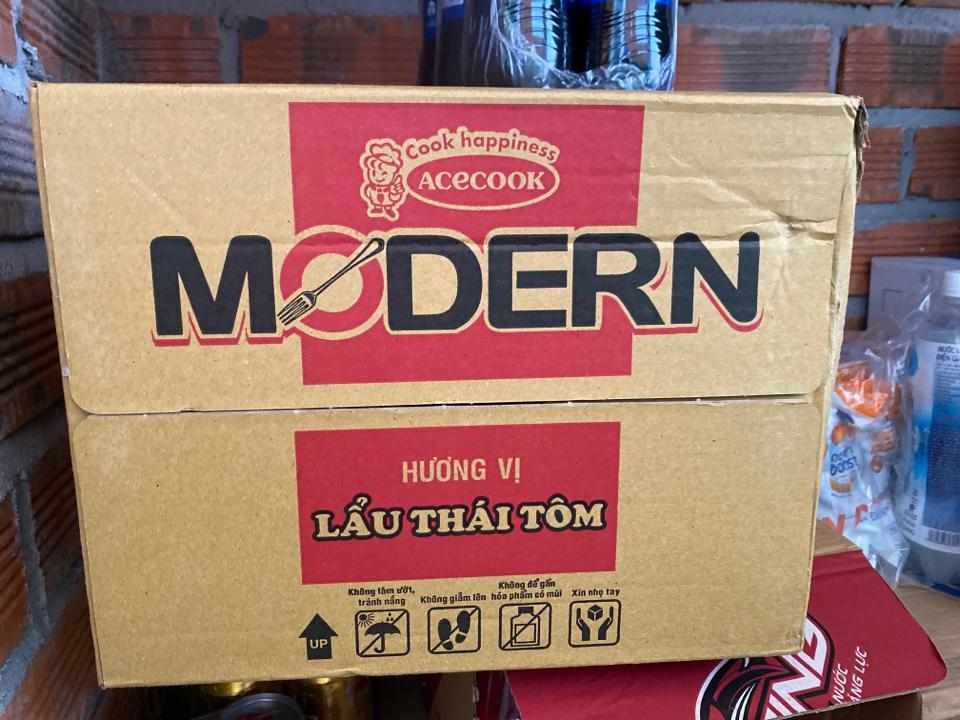 Cook happiness
ACECOOK
MODERN
HƯƠNG VỊ
LẨU THÁI TÔM
Không làm ướt, tránh nắng
Không giẫm lên
Không để gần hóa phẩm có mùi
Xin nhẹ tay
UP
NƯỚC